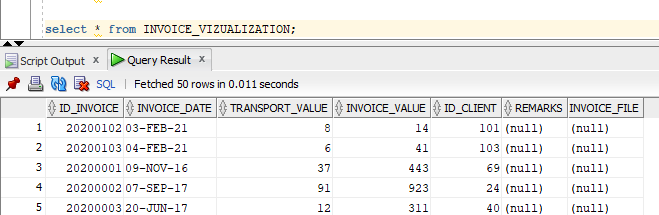 select * from INVOICE_VIZUALIZATION;
Script Output x Query Result x
SQL | Fetched 50 rows in 0.011 seconds
ID_INVOICE INVOICE_DATE TRANSPORT_VALUE INVOICE_VALUE ID_CLIENT REMARKS INVOICE_FILE
1 20200102 03-FEB-21 8 14 101 (null) (null)
2 20200103 04-FEB-21 6 41 103 (null) (null)
3 20200001 09-NOV-16 37 443 69 (null) (null)
4 20200002 07-SEP-17 91 923 24 (null) (null)
5 20200003 20-JUN-17 12 311 40 (null) (null)